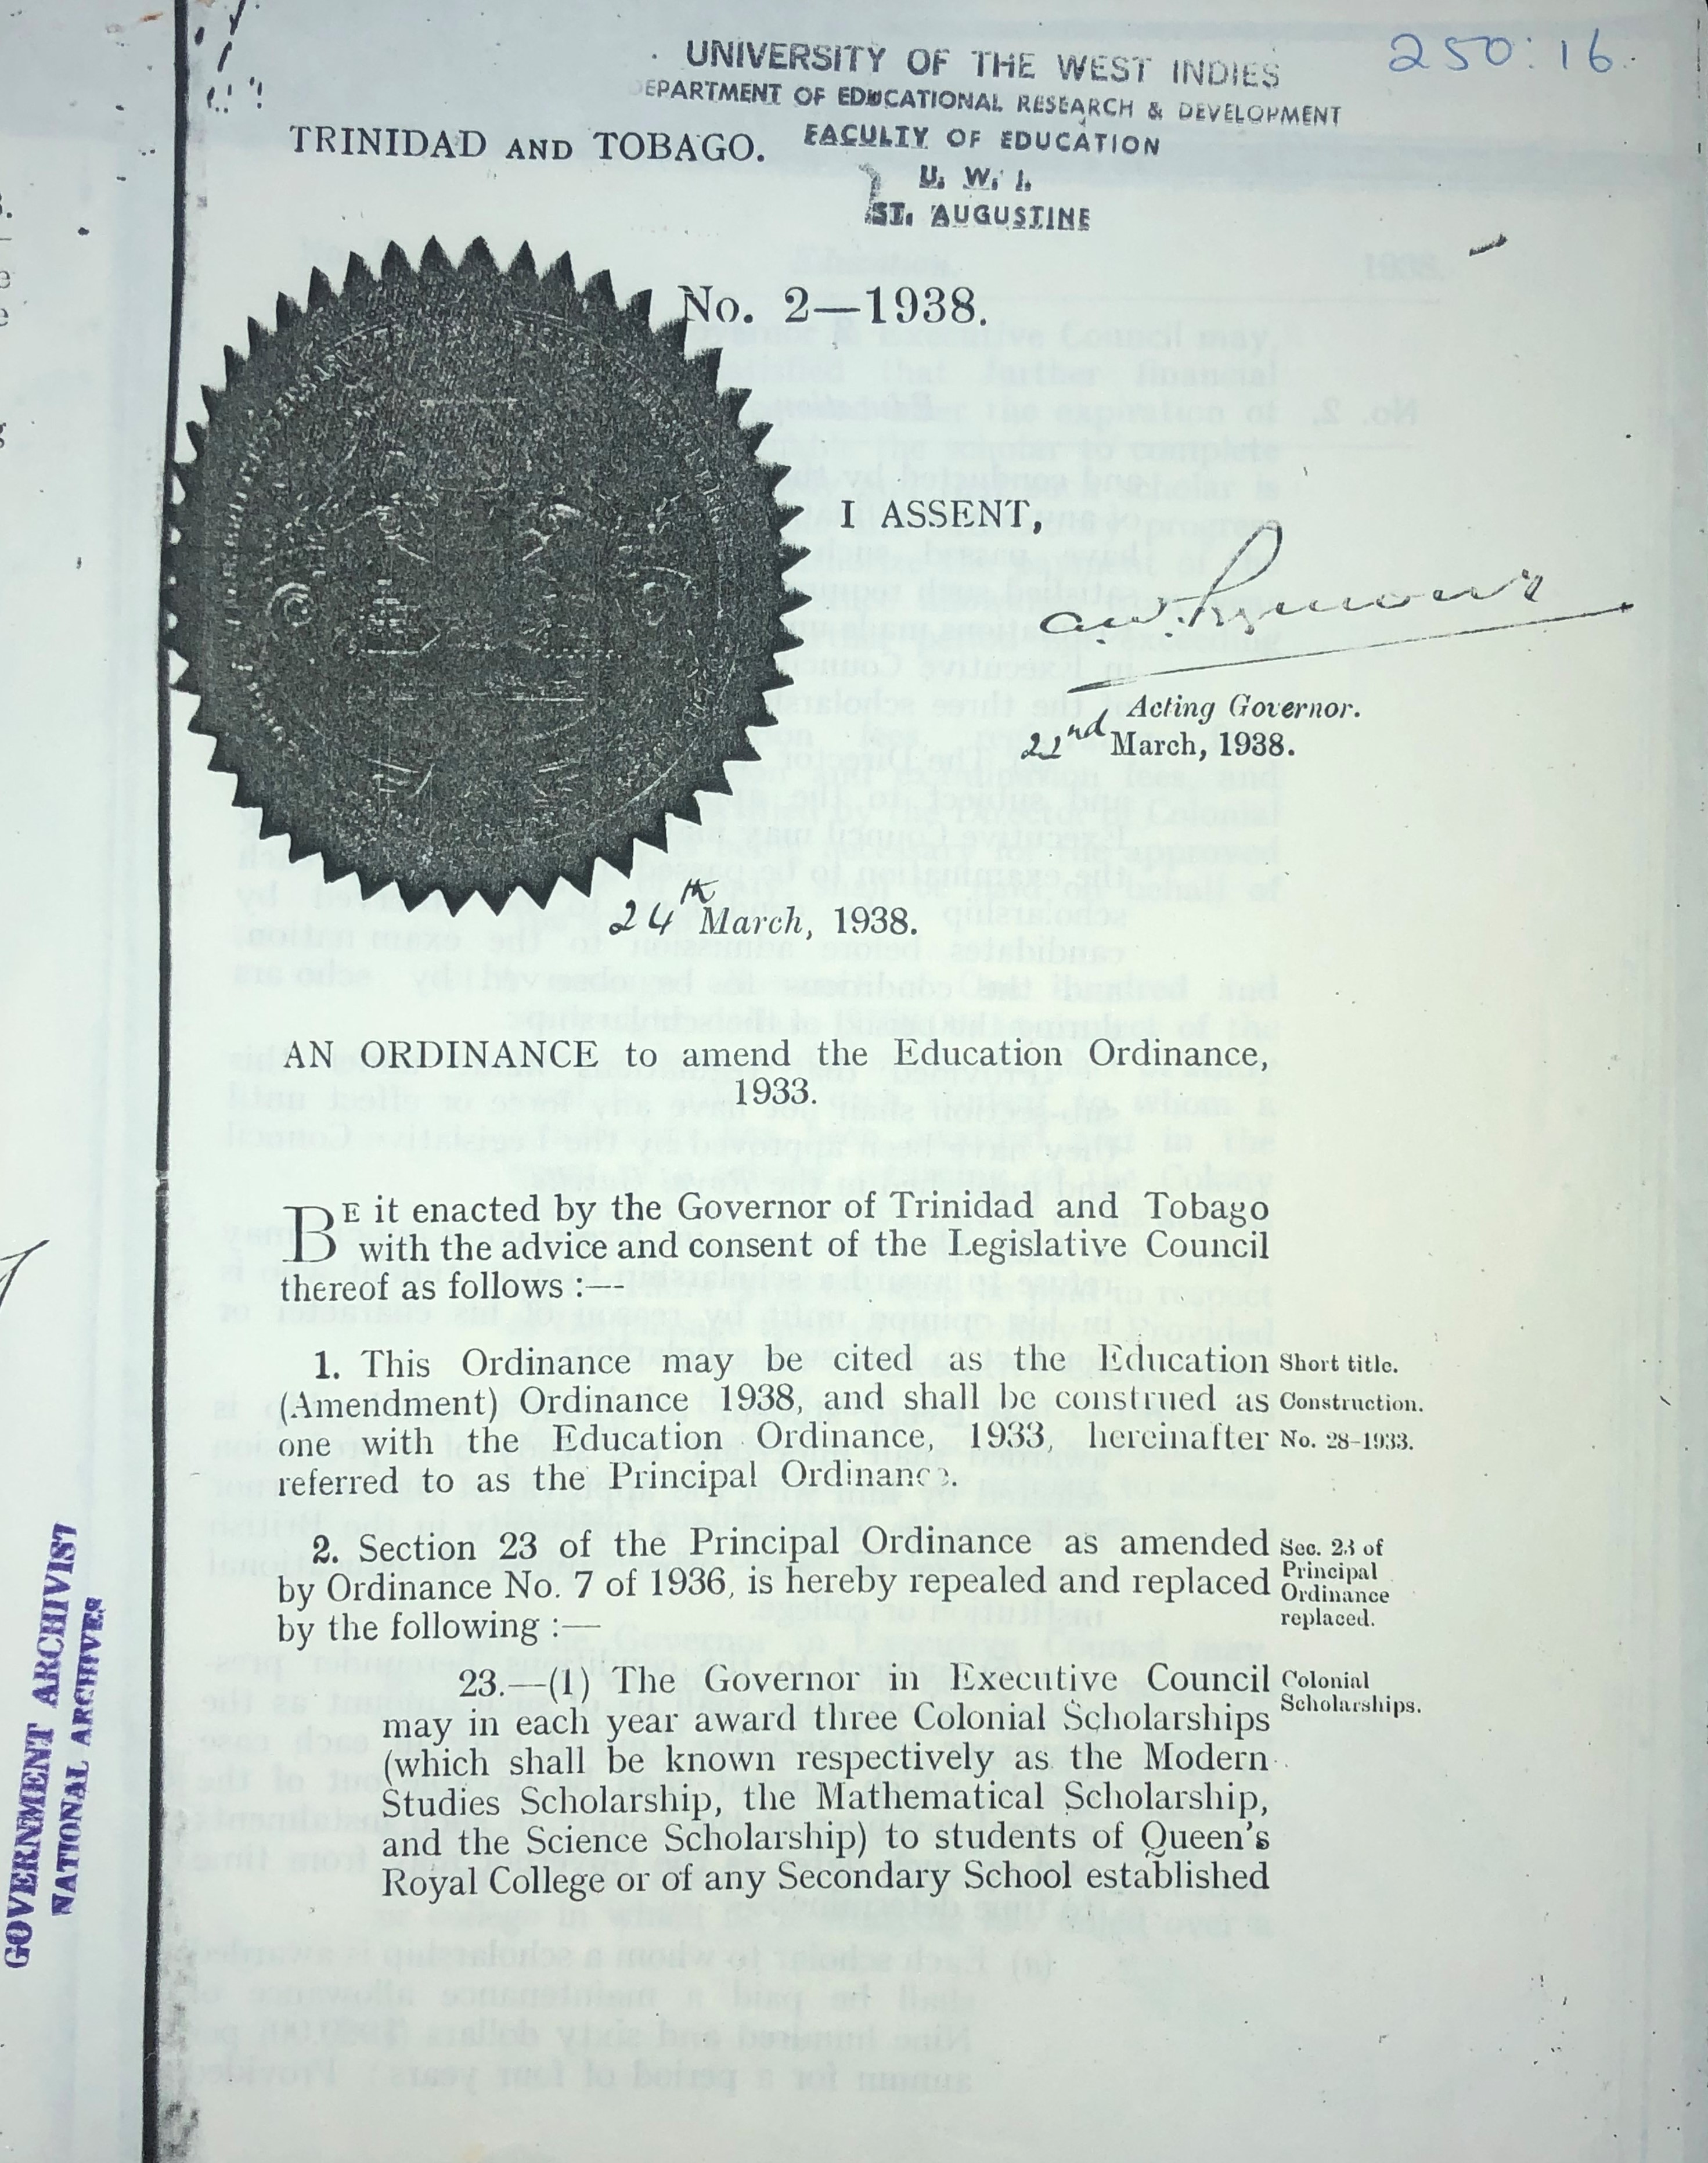 250:16
UNIVERSITY OF THE WEST INDIES
DEPARTMENT OF EDUCATIONAL RESEARCH & DEVELOPMENT
FACULTY OF EDUCATION
U. W. I.
ST. AUGUSTINE
TRINIDAD AND TOBAGO.
No. 2—1938.
I ASSENT,
Acting Governor.
22nd March, 1938.
24th March, 1938.
AN ORDINANCE to amend the Education Ordinance,
1933.
BE it enacted by the Governor of Trinidad and Tobago
with the advice and consent of the Legislative Council
thereof as follows :—
1. This Ordinance may be cited as the Education
(Amendment) Ordinance 1938, and shall be construed as
one with the Education Ordinance, 1933, hereinafter
referred to as the Principal Ordinance.
Short title.
Construction.
No. 28–1933.
2. Section 23 of the Principal Ordinance as amended
by Ordinance No. 7 of 1936, is hereby repealed and replaced
by the following :—
Sec. 23 of
Principal
Ordinance
replaced.
23.—(1) The Governor in Executive Council
may in each year award three Colonial Scholarships
(which shall be known respectively as the Modern
Studies Scholarship, the Mathematical Scholarship,
and the Science Scholarship) to students of Queen's
Royal College or of any Secondary School established
Colonial
Scholarships.
GOVERNMENT ARCHIVIST
NATIONAL ARCHIVES